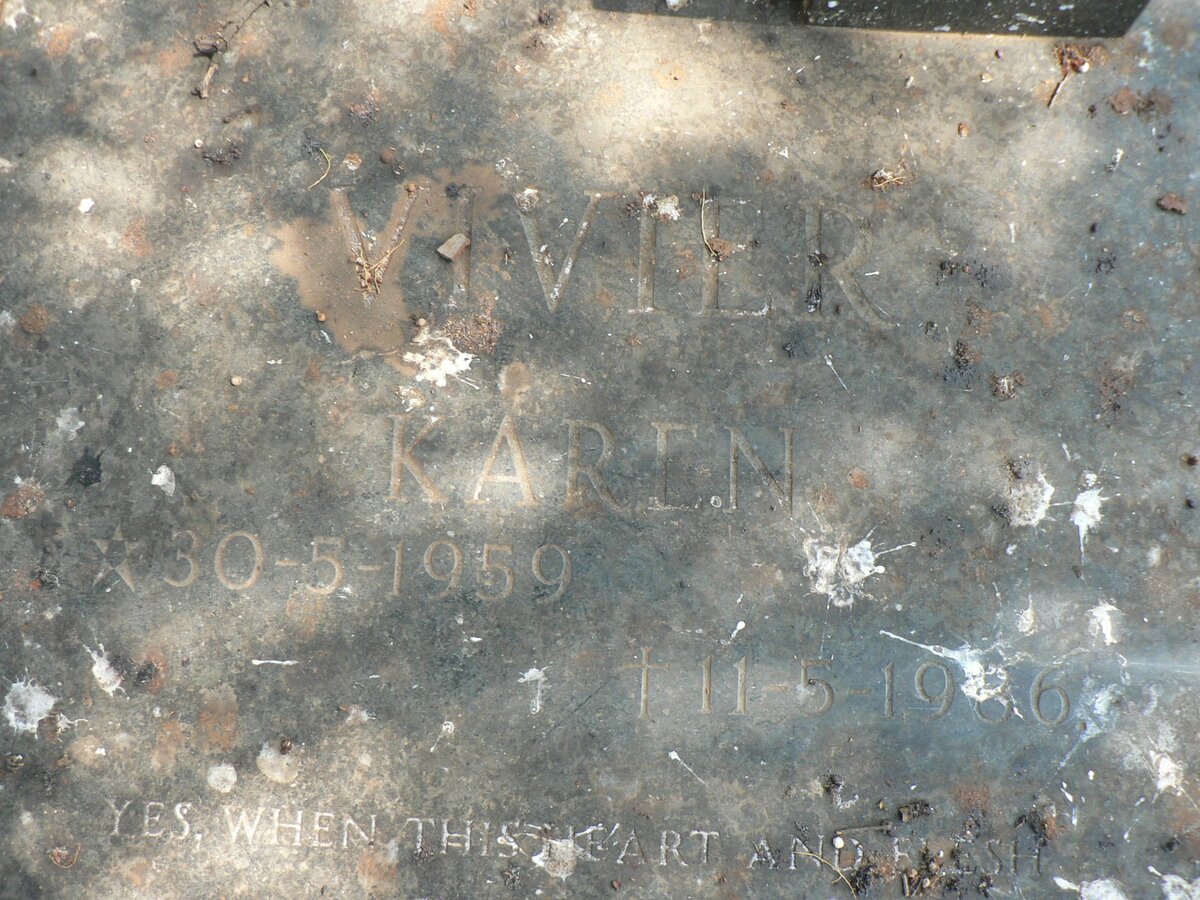 VIVIER
KAREN
☆ 30-5-1959
† 11-5-1986
YES, WHEN THIS HEART AND FLESH